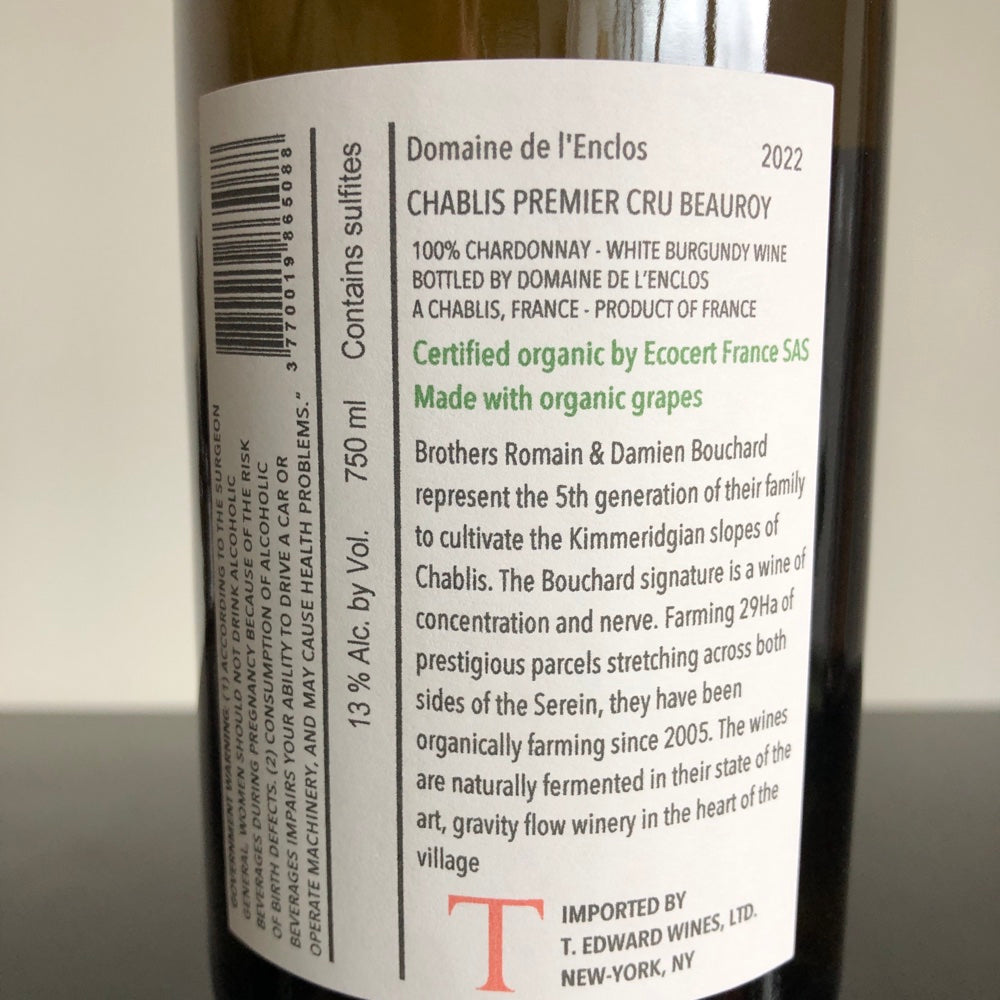 Domaine de l'Enclos 2022
CHABLIS PREMIER CRU BEAUROY
100% CHARDONNAY - WHITE BURGUNDY WINE
BOTTLED BY DOMAINE DE L'ENCLOS
A CHABLIS, FRANCE - PRODUCT OF FRANCE
Certified organic by Ecocert France SAS
Made with organic grapes
Brothers Romain & Damien Bouchard
represent the 5th generation of their family
to cultivate the Kimmeridgian slopes of
Chablis. The Bouchard signature is a wine of
concentration and nerve. Farming 29Ha of
prestigious parcels stretching across both
sides of the Serein, they have been
organically farming since 2005. The wines
are naturally fermented in their state of the
art, gravity flow winery in the heart of the
village
T
IMPORTED BY
T. EDWARD WINES, LTD.
NEW-YORK, NY
13 % Alc. by Vol. 750 ml Contains sulfites
GOVERNMENT WARNING: (1) ACCORDING TO THE SURGEON
GENERAL, WOMEN SHOULD NOT DRINK ALCOHOLIC
BEVERAGES DURING PREGNANCY BECAUSE OF THE RISK
OF BIRTH DEFECTS. (2) CONSUMPTION OF ALCOHOLIC
BEVERAGES IMPAIRS YOUR ABILITY TO DRIVE A CAR OR
OPERATE MACHINERY, AND MAY CAUSE HEALTH PROBLEMS."
3 770019 865088